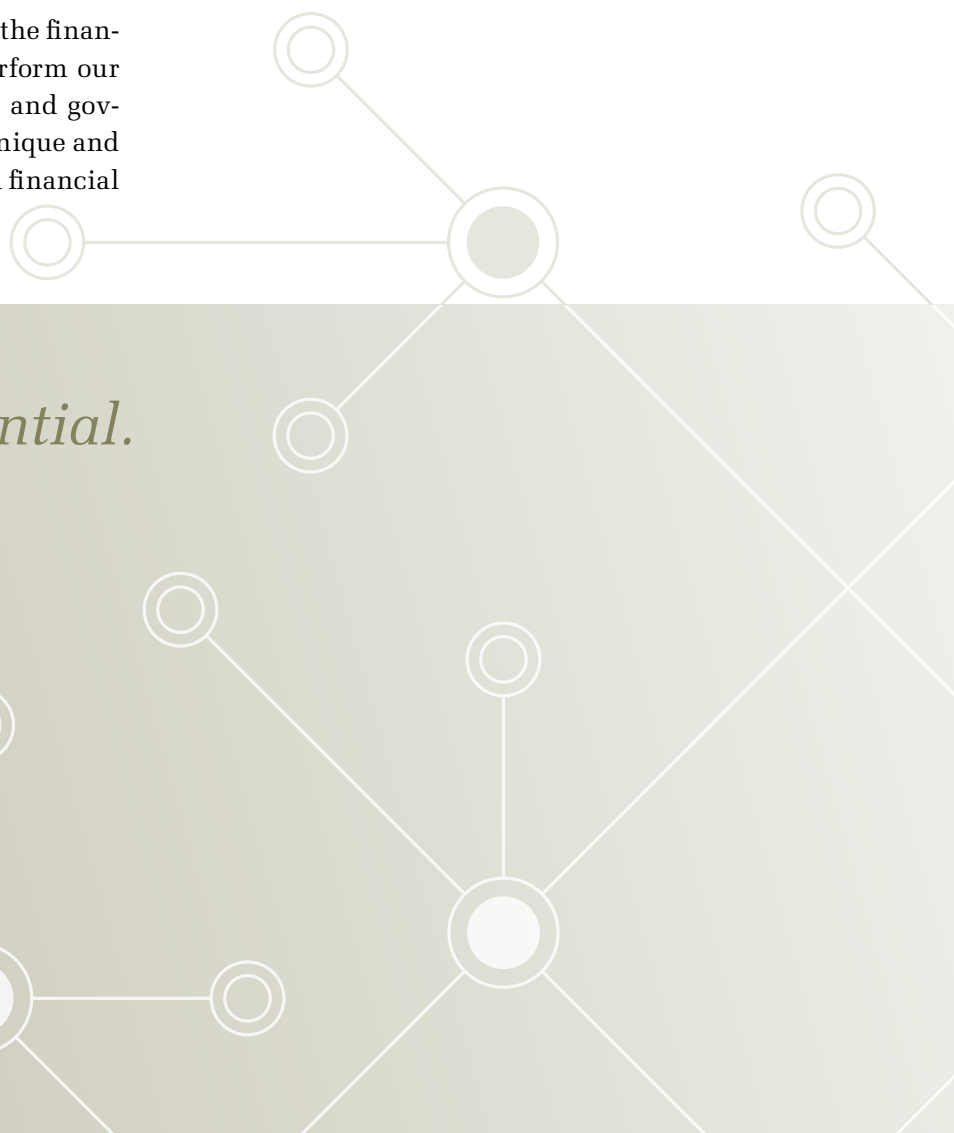 the finan-
rform our
and gov-
nique and
financial
ntial.